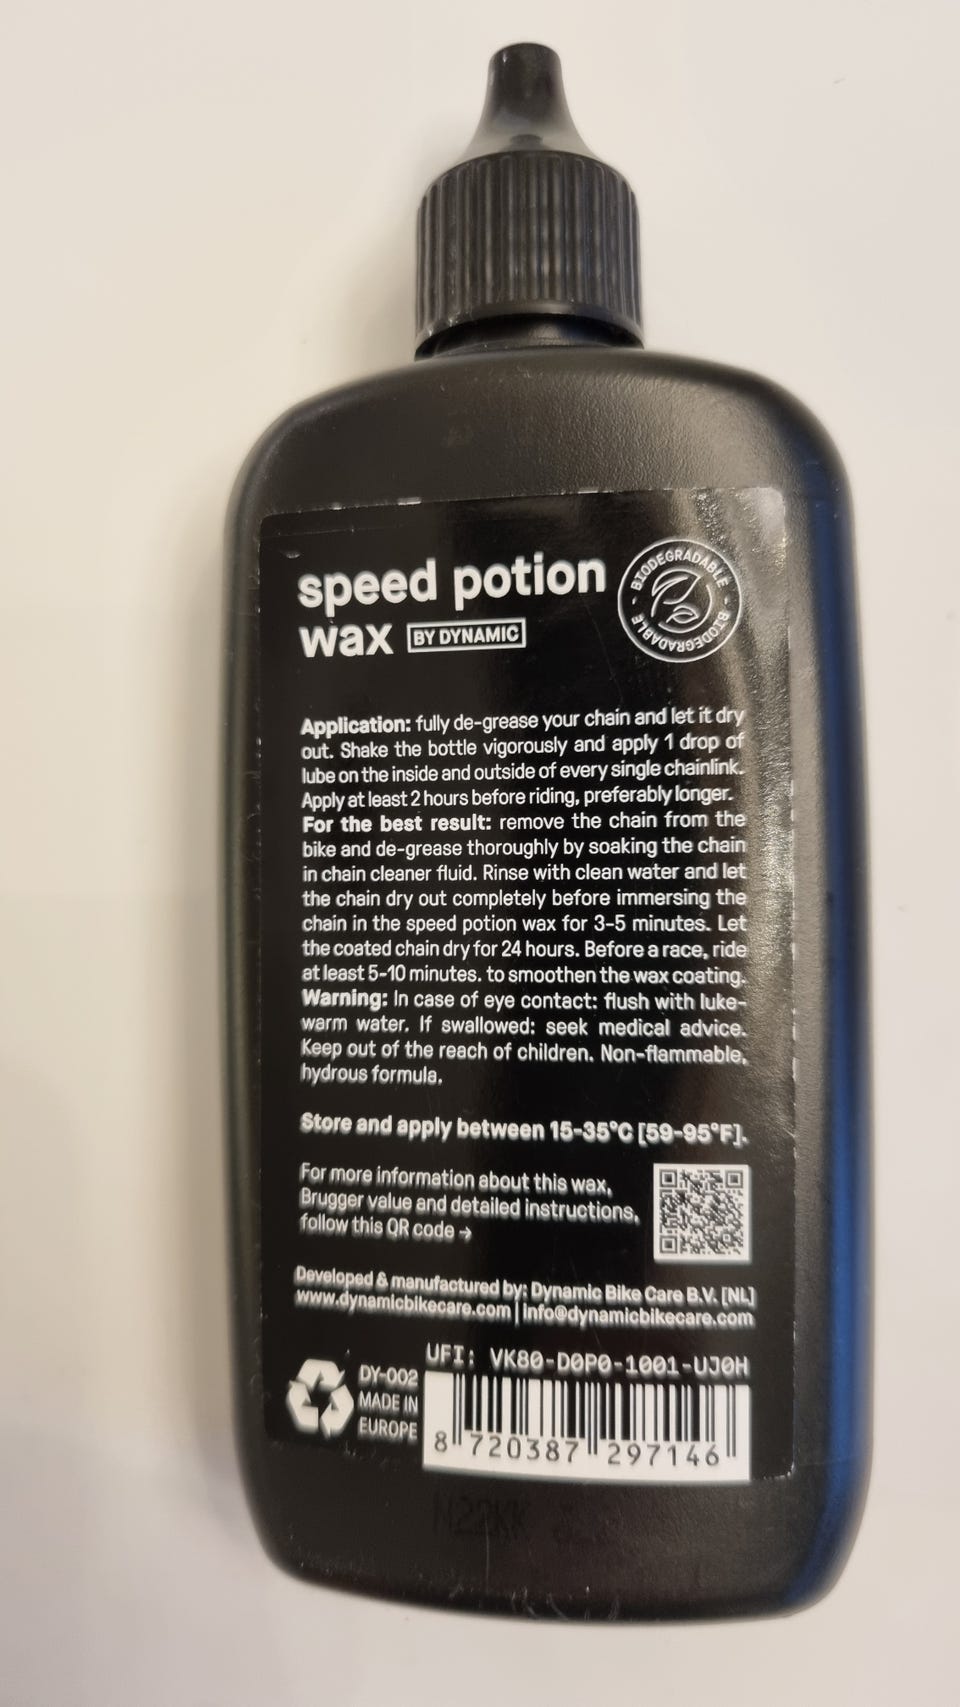 speed potion
wax BY DYNAMIC
BIODEGRADABLE - BIODEGRADABLE -
Application: fully de-grease your chain and let it dry
out. Shake the bottle vigorously and apply 1 drop of
lube on the inside and outside of every single chainlink.
Apply at least 2 hours before riding, preferably longer.
For the best result: remove the chain from the
bike and de-grease thoroughly by soaking the chain
in chain cleaner fluid. Rinse with clean water and let
the chain dry out completely before immersing the
chain in the speed potion wax for 3-5 minutes. Let
the coated chain dry for 24 hours. Before a race, ride
at least 5-10 minutes. to smoothen the wax coating.
Warning: In case of eye contact: flush with luke-
warm water. If swallowed: seek medical advice.
Keep out of the reach of children. Non-flammable,
hydrous formula.
Store and apply between 15-35°C [59-95°F].
For more information about this wax,
Brugger value and detailed instructions,
follow this QR code →
Developed & manufactured by: Dynamic Bike Care B.V. [NL]
www.dynamicbikecare.com | info@dynamicbikecare.com
UFI: VK80-D0P0-1001-UJ0H
DY-002
MADE IN
EUROPE
8 720387 297146
N22KK